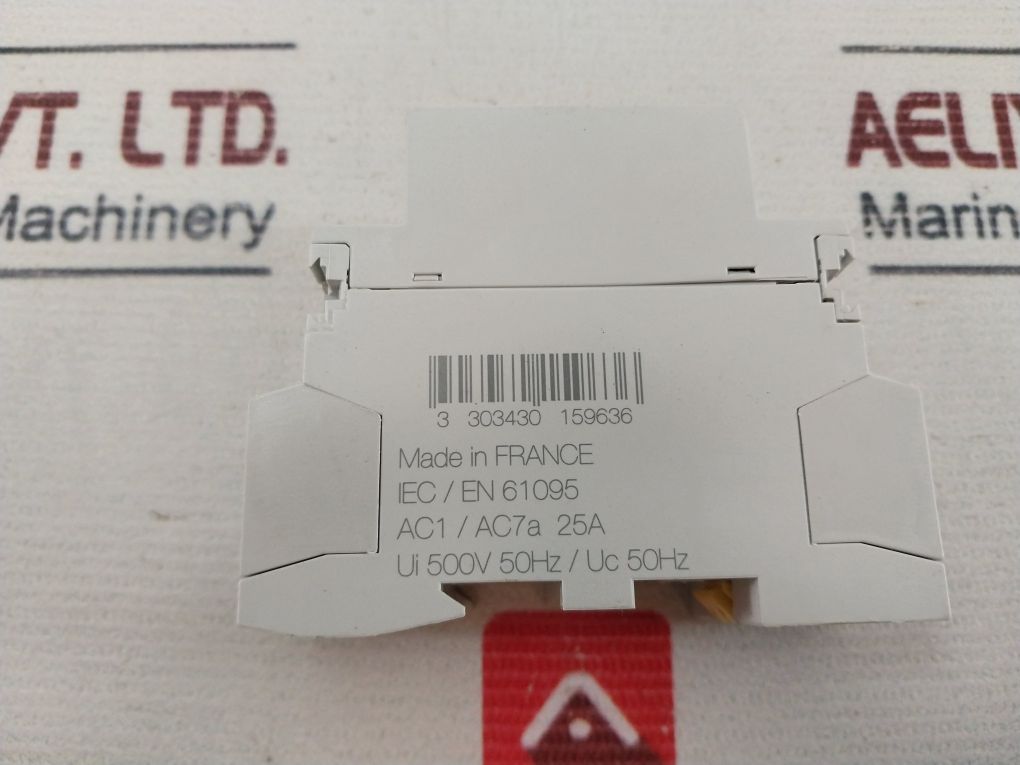 VT. LTD.
Machinery
AELIY
Marin
3 303430 159636
Made in FRANCE
IEC / EN 61095
AC1 / AC7a 25A
Ui 500V 50Hz / Uc 50Hz